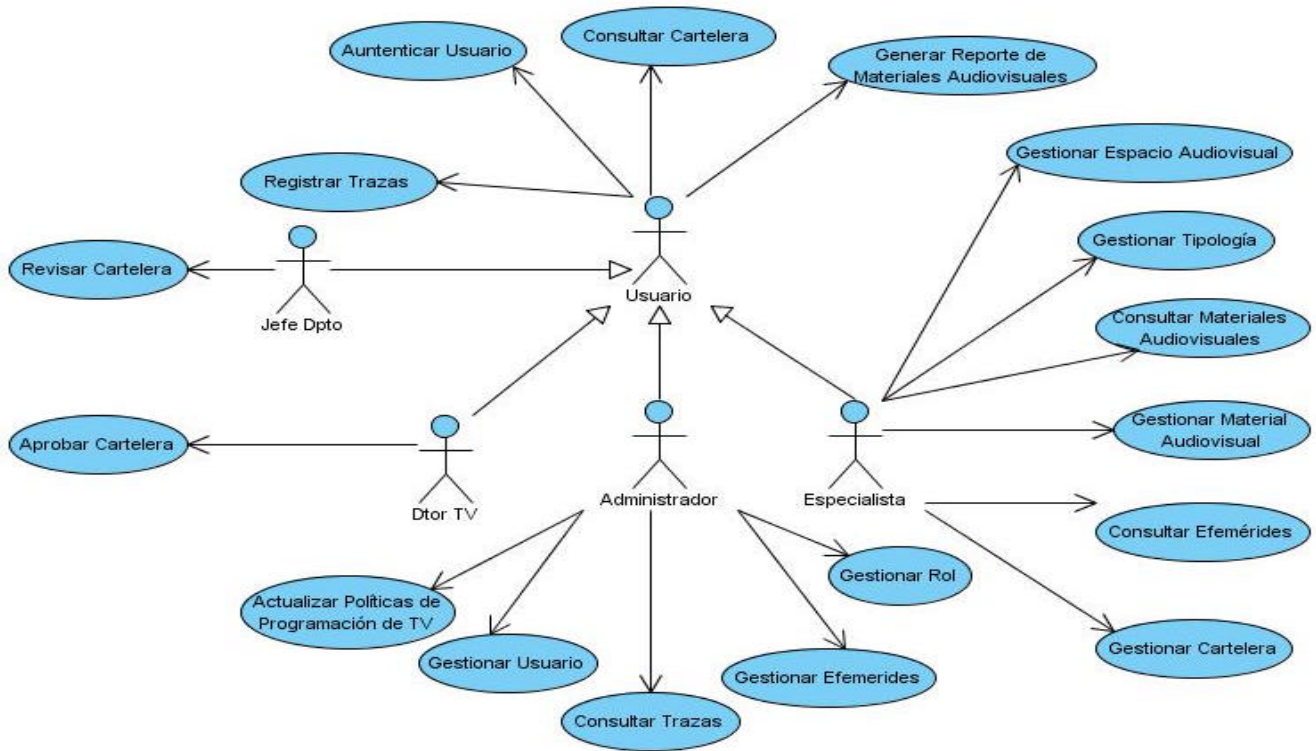 Consultar Cartelera
Auntenticar Usuario
Generar Reporte de
Materiales Audiovisuales
Gestionar Espacio Audiovisual
Registrar Trazas
Gestionar Tipología
Revisar Cartelera
Usuario
Jefe Dpto
Consultar Materiales
Audiovisuales
Aprobar Cartelera
Gestionar Material
Audiovisual
Dtor TV
Administrador
Especialista
Consultar Efemérides
Gestionar Rol
Actualizar Políticas de
Programación de TV
Gestionar Usuario
Gestionar Efemerides
Gestionar Cartelera
Consultar Trazas